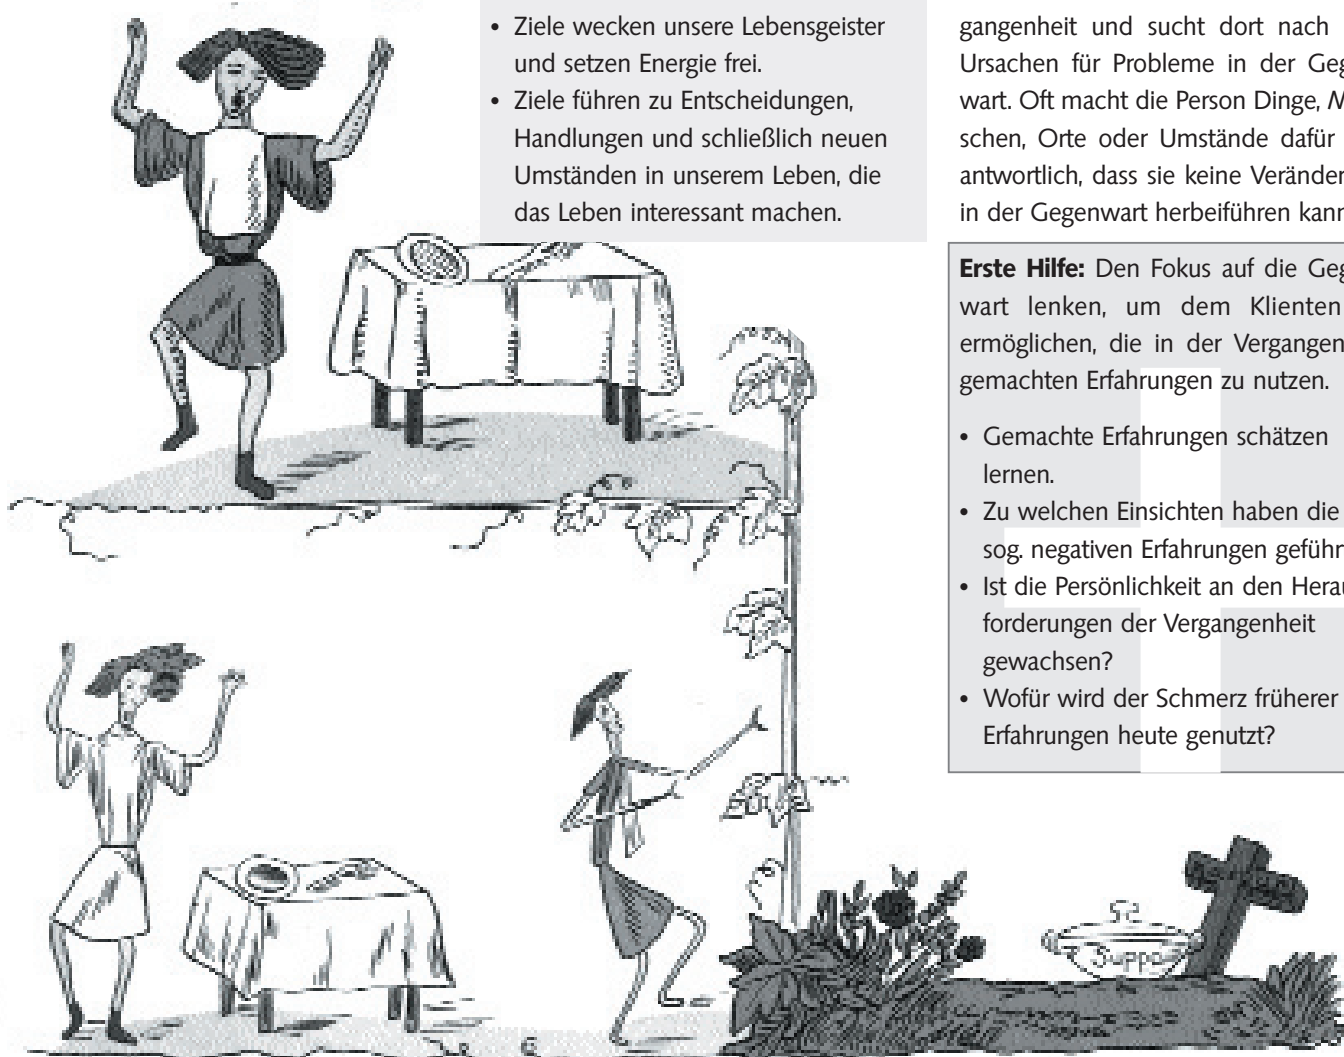 • Ziele wecken unsere Lebensgeister
und setzen Energie frei.
• Ziele führen zu Entscheidungen,
Handlungen und schließlich neuen
Umständen in unserem Leben, die
das Leben interessant machen.
gangenheit und sucht dort nach
Ursachen für Probleme in der Geg
wart. Oft macht die Person Dinge, M
schen, Orte oder Umstände dafür
antwortlich, dass sie keine Veränder
in der Gegenwart herbeiführen kann
Erste Hilfe: Den Fokus auf die Geg
wart lenken, um dem Klienten
ermöglichen, die in der Vergangen
gemachten Erfahrungen zu nutzen.
• Gemachte Erfahrungen schätzen
lernen.
• Zu welchen Einsichten haben die
sog. negativen Erfahrungen geführ
• Ist die Persönlichkeit an den Herau
forderungen der Vergangenheit
gewachsen?
• Wofür wird der Schmerz früherer
Erfahrungen heute genutzt?
Suppe